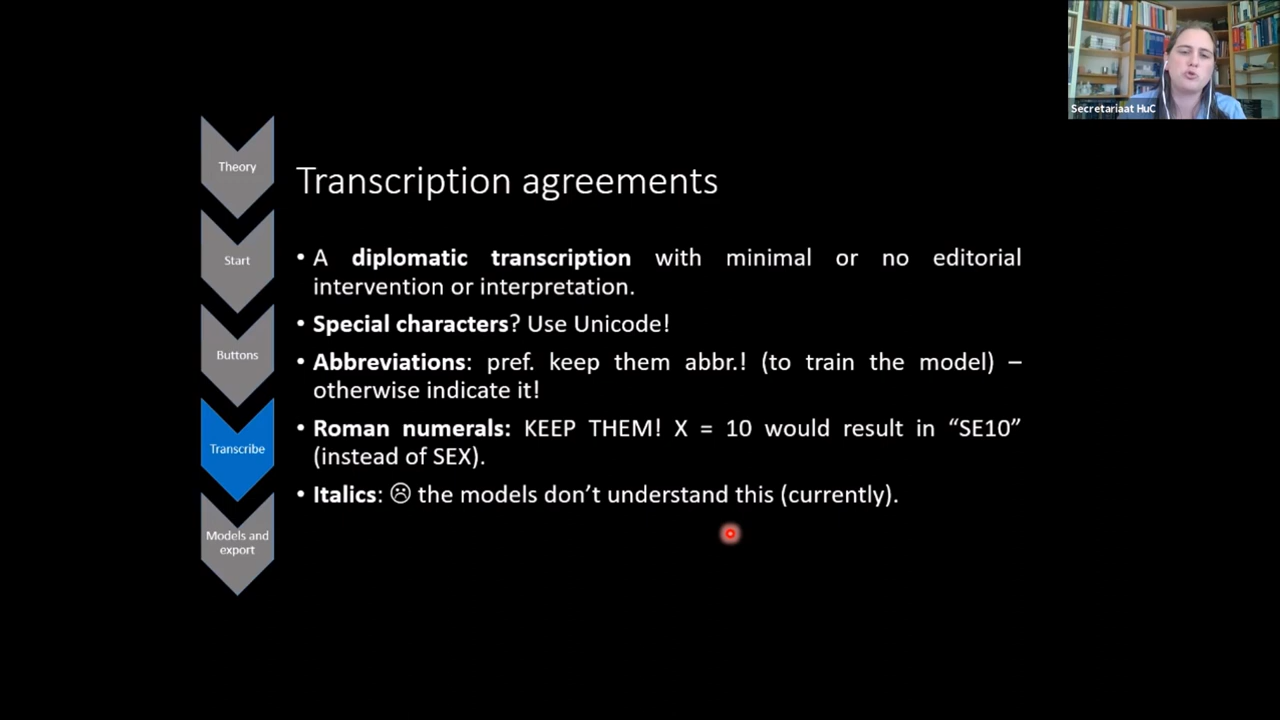 Secretariaat HuC
Theory
Start
Buttons
Transcribe
Models and
export
Transcription agreements
• A diplomatic transcription with minimal or no editorial
intervention or interpretation.
• Special characters? Use Unicode!
• Abbreviations: pref. keep them abbr.! (to train the model) –
otherwise indicate it!
• Roman numerals: KEEP THEM! X = 10 would result in “SE10”
(instead of SEX).
• Italics: ☹ the models don’t understand this (currently).